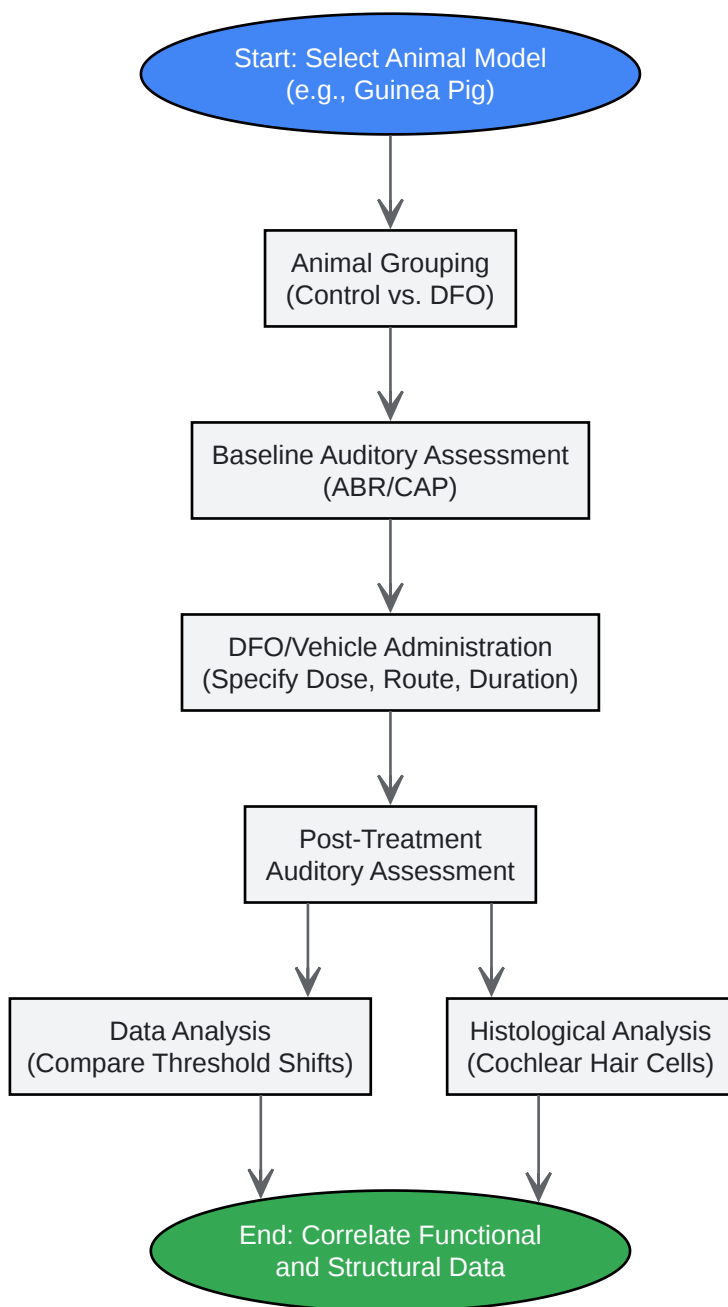 Start: Select Animal Model
(e.g., Guinea Pig)
Animal Grouping
(Control vs. DFO)
Baseline Auditory Assessment
(ABR/CAP)
DFO/Vehicle Administration
(Specify Dose, Route, Duration)
Post-Treatment
Auditory Assessment
Data Analysis
(Compare Threshold Shifts)
Histological Analysis
(Cochlear Hair Cells)
End: Correlate Functional
and Structural Data